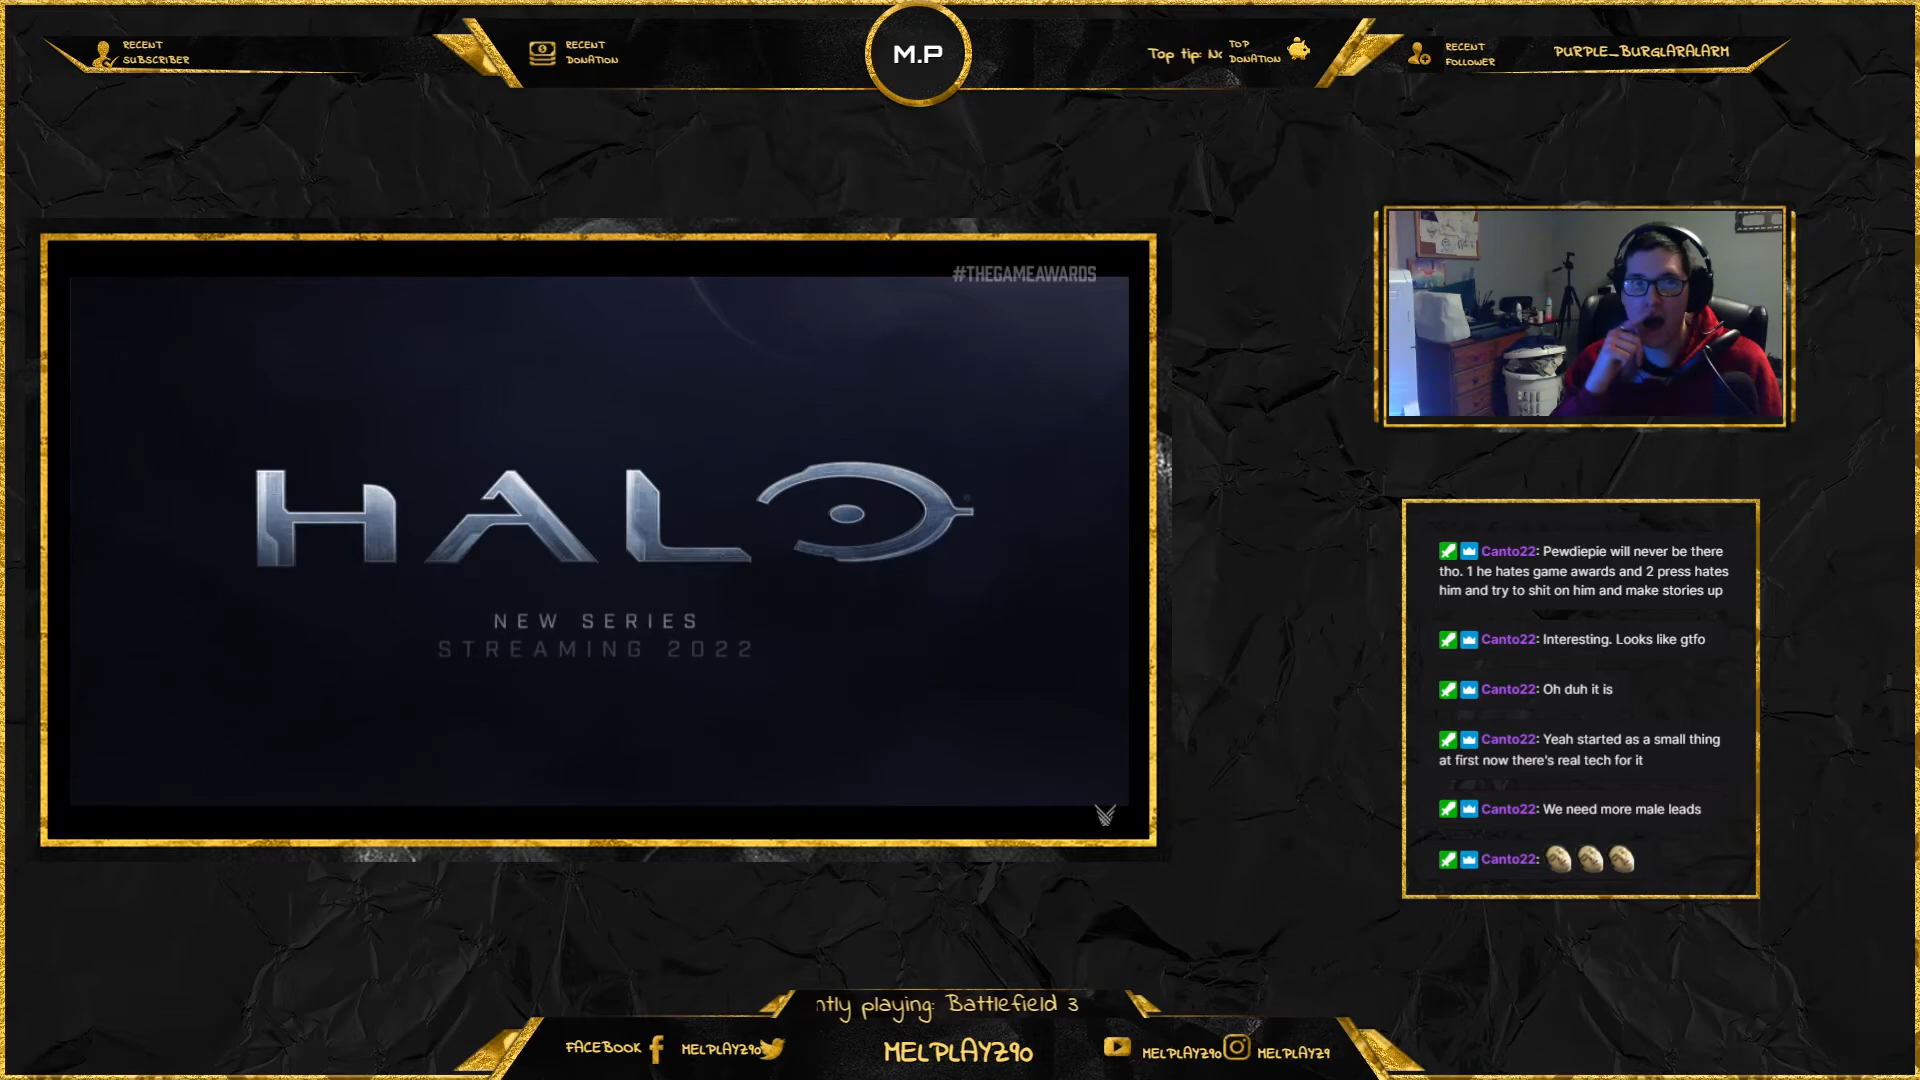 RECENT
SUBSCRIBER
RECENT
DONATION
M.P
Top tip: No
TOP
DONATION
RECENT
FOLLOWER
PURPLE_BURGLARALARM
#THEGAMEAWARDS
HALO
NEW SERIES
STREAMING 2022
Canto22: Pewdiepie will never be there
tho. 1 he hates game awards and 2 press hates
him and try to shit on him and make stories up
Canto22: Interesting. Looks like gtfo
Canto22: Oh duh it is
Canto22: Yeah started as a small thing
at first now there's real tech for it
Canto22: We need more male leads
Canto22:
ntly playing: Battlefield 3
FACEBOOK
MELPLAYZ90
MELPLAYZ90
MELPLAYZ90
MELPLAYZ9